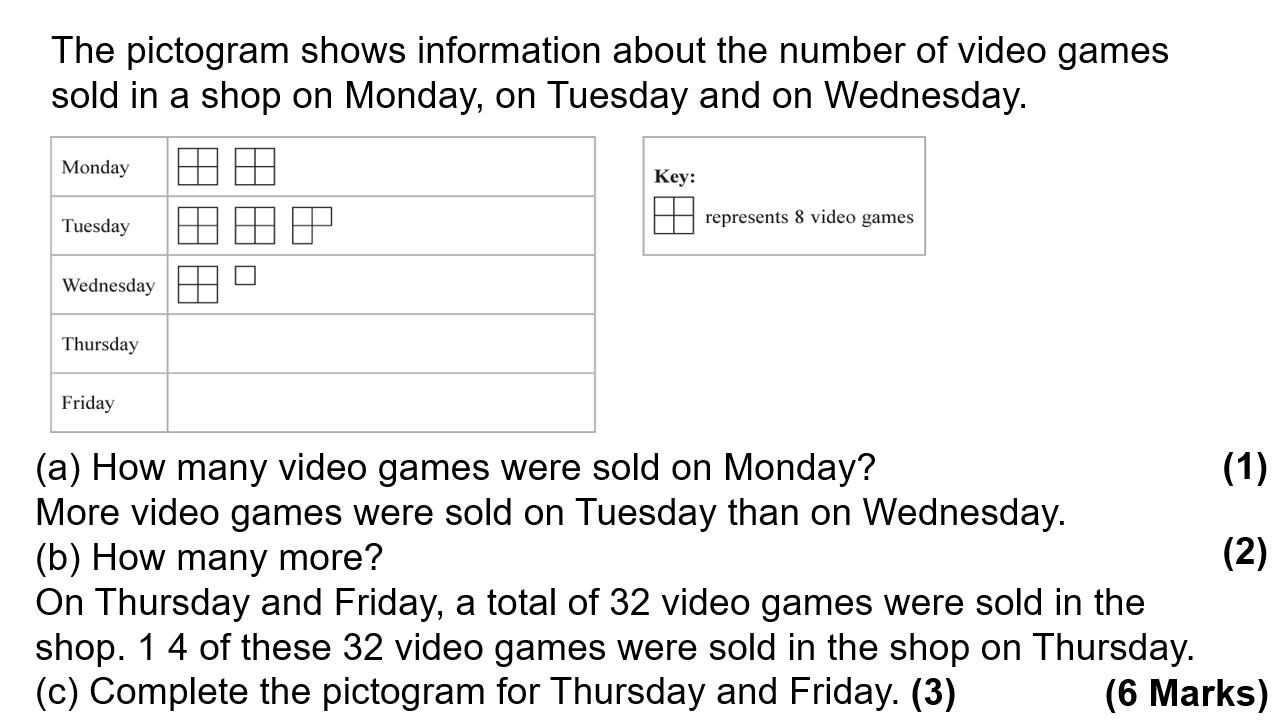 The pictogram shows information about the number of video games
sold in a shop on Monday, on Tuesday and on Wednesday.
Monday
Tuesday
Wednesday
Thursday
Friday
Key:
represents 8 video games
(a) How many video games were sold on Monday? (1)
More video games were sold on Tuesday than on Wednesday.
(b) How many more? (2)
On Thursday and Friday, a total of 32 video games were sold in the
shop. 1 4 of these 32 video games were sold in the shop on Thursday.
(c) Complete the pictogram for Thursday and Friday. (3) (6 Marks)